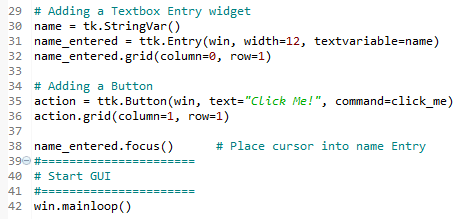 29 # Adding a Textbox Entry widget
30 name = tk.StringVar()
31 name_entered = ttk.Entry(win, width=12, textvariable=name)
32 name_entered.grid(column=0, row=1)
33
34 # Adding a Button
35 action = ttk.Button(win, text="Click Me!", command=click_me)
36 action.grid(column=1, row=1)
37
38 name_entered.focus()      # Place cursor into name Entry
39 #======================
40 # Start GUI
41 #======================
42 win.mainloop()